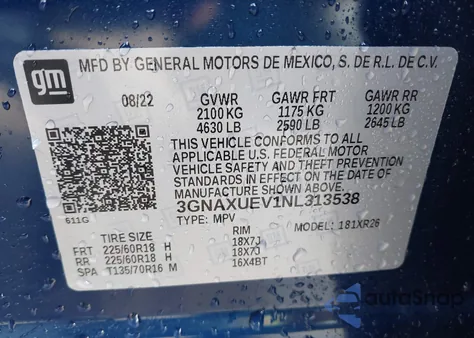 gm
MFD BY GENERAL MOTORS DE MEXICO, S. DE R.L. DE C.V.
08/22 GVWR GAWR FRT GAWR RR
2100 KG 1175 KG 1200 KG
4630 LB 2590 LB 2645 LB
THIS VEHICLE CONFORMS TO ALL
APPLICABLE U.S. FEDERAL MOTOR
VEHICLE SAFETY AND THEFT PREVENTION
STANDARDS IN EFFECT ON THE DATE OF
MANUFACTURE SHOWN ABOVE.
3GNAXUEV1NL313538
611G TYPE: MPV MODEL: 181XR26
TIRE SIZE RIM
FRT 225/60R18 H 18X7J
RR 225/60R18 H 18X7J
SPA T135/70R16 M 16X4BT
autoSnap